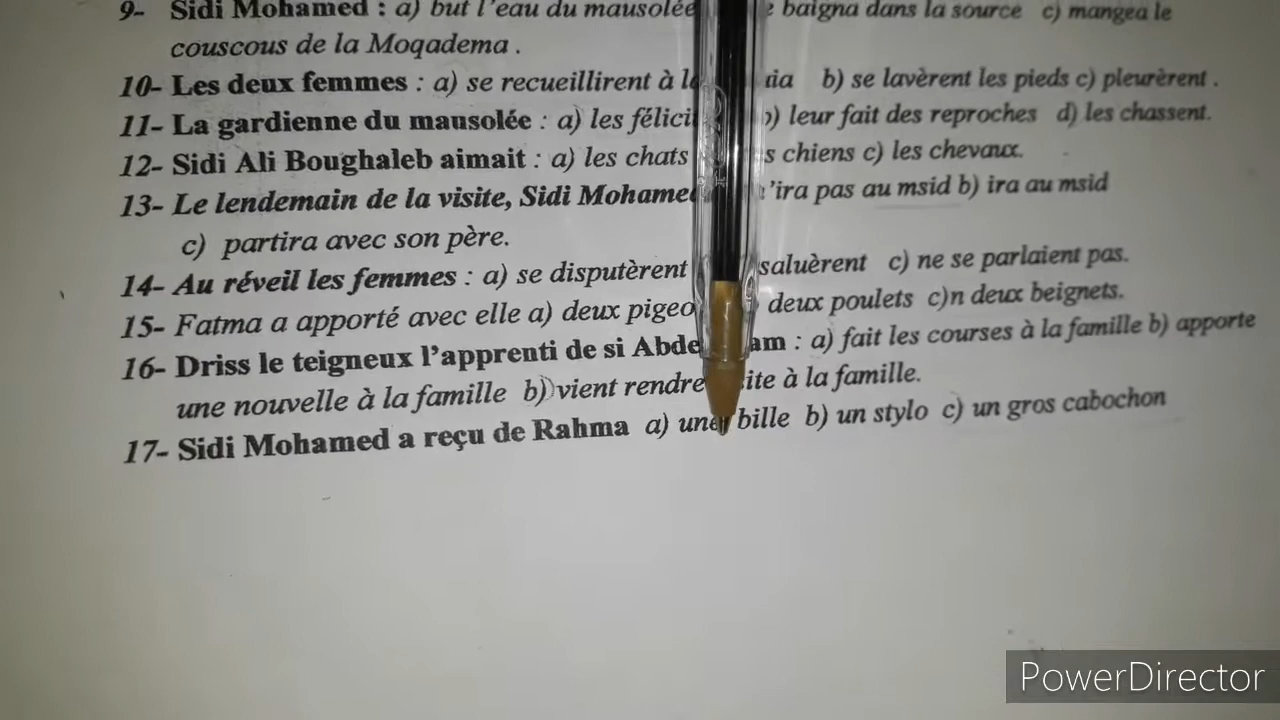 9- Sidi Mohamed : a) but l'eau du mausolée baigna dans la source c) mangea le
couscous de la Moqadema .
10- Les deux femmes : a) se recueillirent à b) se lavèrent les pieds c) pleurèrent .
11- La gardienne du mausolée : a) les b) leur fait des reproches d) les chassent.
12- Sidi Ali Boughaleb aimait : a) les chats chiens c) les chevaux.
13- Le lendemain de la visite, Sidi 'ira pas au msid b) ira au msid
c) partira avec son père.
14- Au réveil les femmes : a) se disputèrent saluèrent c) ne se parlaient pas.
15- Fatma a apporté avec elle a) deux deux poulets c)n deux beignets.
16- Driss le teigneux l'apprenti de si : a) fait les courses à la famille b) apporte
une nouvelle à la famille b) vient rendre à la famille.
17- Sidi Mohamed a reçu de Rahma a) une bille b) un stylo c) un gros cabochon
PowerDirector